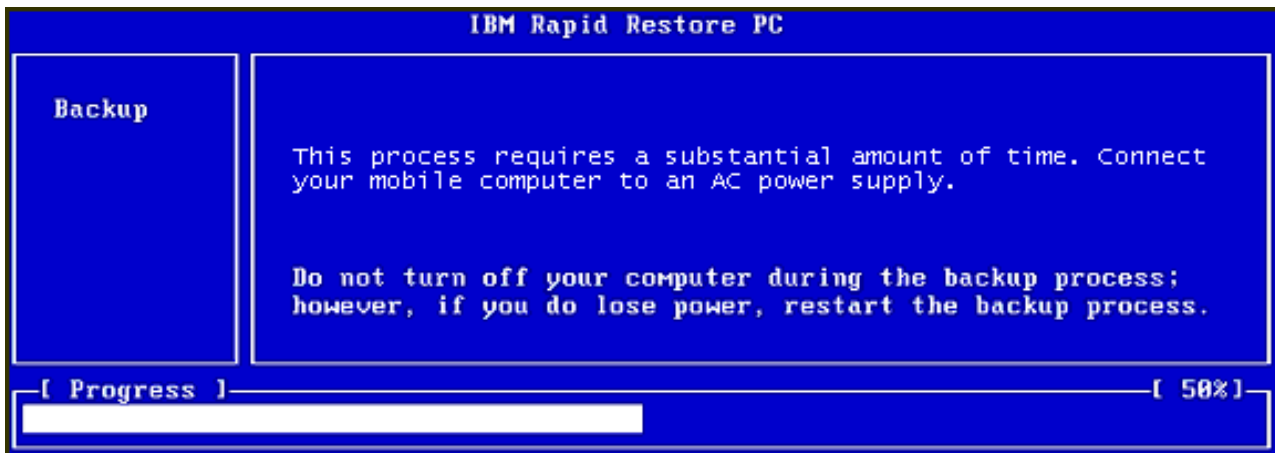 IBM Rapid Restore PC
Backup
This process requires a substantial amount of time. Connect
your mobile computer to an AC power supply.
Do not turn off your computer during the backup process;
however, if you do lose power, restart the backup process.
[ Progress ]
[ 50%]